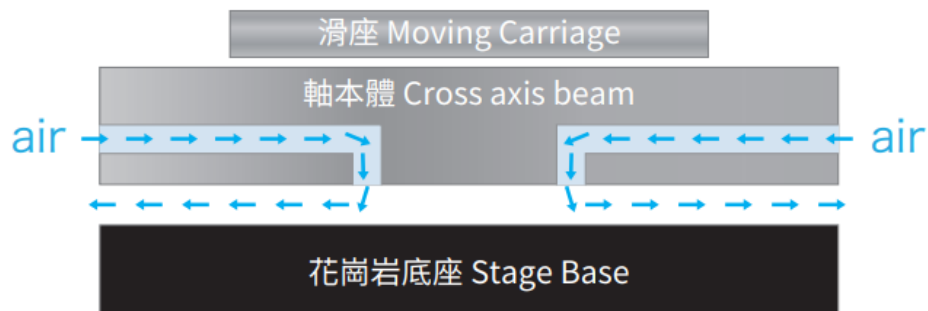 滑座 Moving Carriage
軸本體 Cross axis beam
air
air
花崗岩底座 Stage Base